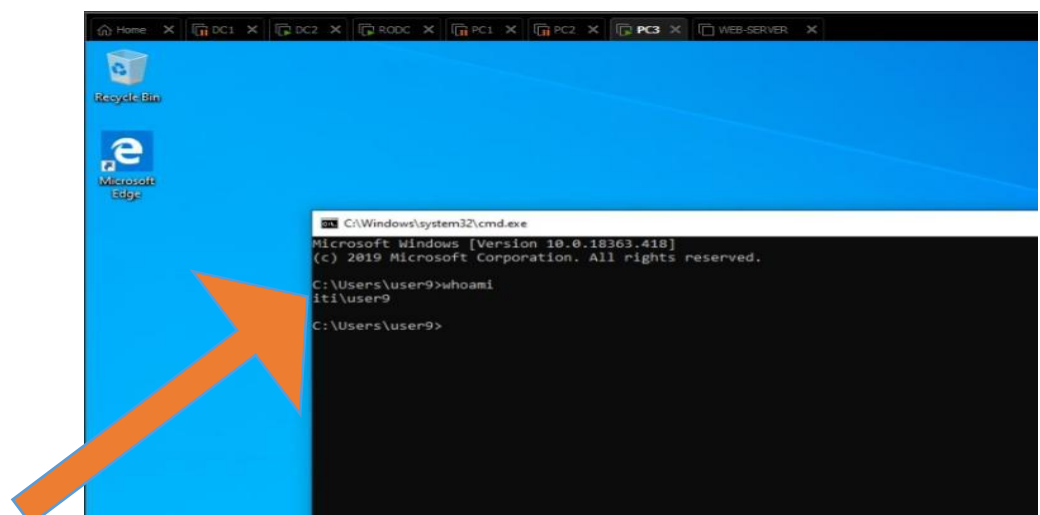 Home DC1 DC2 RODC PC1 PC2 PC3 WEB-SERVER
Recycle Bin
Microsoft
Edge
C:\Windows\system32\cmd.exe
Microsoft Windows [Version 10.0.18363.418]
(c) 2019 Microsoft Corporation. All rights reserved.
C:\Users\user9>whoami
iti\user9
C:\Users\user9>